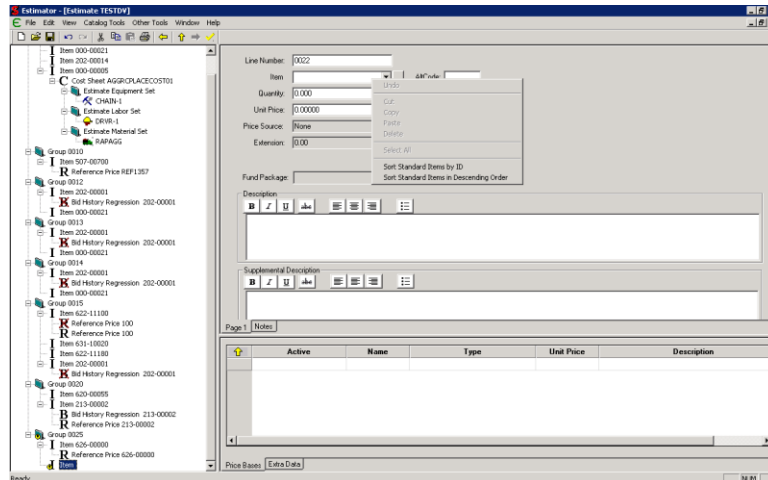 Estimator - [Estimate TESTDV]
File Edit View Catalog Tools Other Tools Window Help
Item 000-00021
Item 202-00014
Item 000-00005
Cost Sheet AGGRCPLACECOST01
Estimate Equipment Set
CHAIN-1
Estimate Labor Set
DRVR-1
Estimate Material Set
RAPAGG
Group 0010
Item 507-00700
Reference Price REF1357
Group 0012
Item 202-00001
Bid History Regression 202-00001
Item 000-00021
Group 0013
Item 202-00001
Bid History Regression 202-00001
Item 000-00021
Group 0014
Item 202-00001
Bid History Regression 202-00001
Item 000-00021
Group 0015
Item 622-11100
Reference Price 100
Reference Price 100
Item 631-10020
Item 622-11180
Item 202-00001
Bid History Regression 202-00001
Group 0020
Item 620-00055
Item 213-00002
Bid History Regression 213-00002
Reference Price 213-00002
Group 0025
Item 626-00000
Reference Price 626-00000
Item
Line Number: 0022
Item AltCode:
Quantity: 0.000
Unit Price: 0.00000
Price Source: None
Extension: 0.00
Fund Package:
Undo
Cut
Copy
Paste
Delete
Select All
Sort Standard Items by ID
Sort Standard Items in Descending Order
Description
B I U abc
Supplemental Description
B I U abc
Page 1 Notes
Active Name Type Unit Price Description
Price Bases Extra Data
Ready NUM